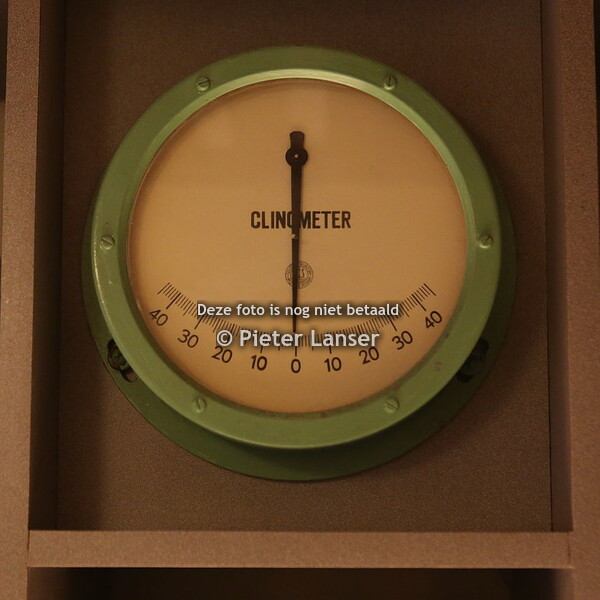 CLINOMETER
Deze foto is nog niet betaald
© Pieter Lanser
40 30 20 10 0 10 20 30 40